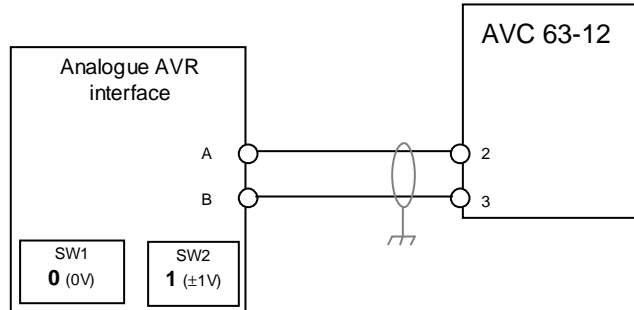 AVC 63-12
Analogue AVR
interface
A
2
B
3
SW1
0 (0V)
SW2
1 (±1V)